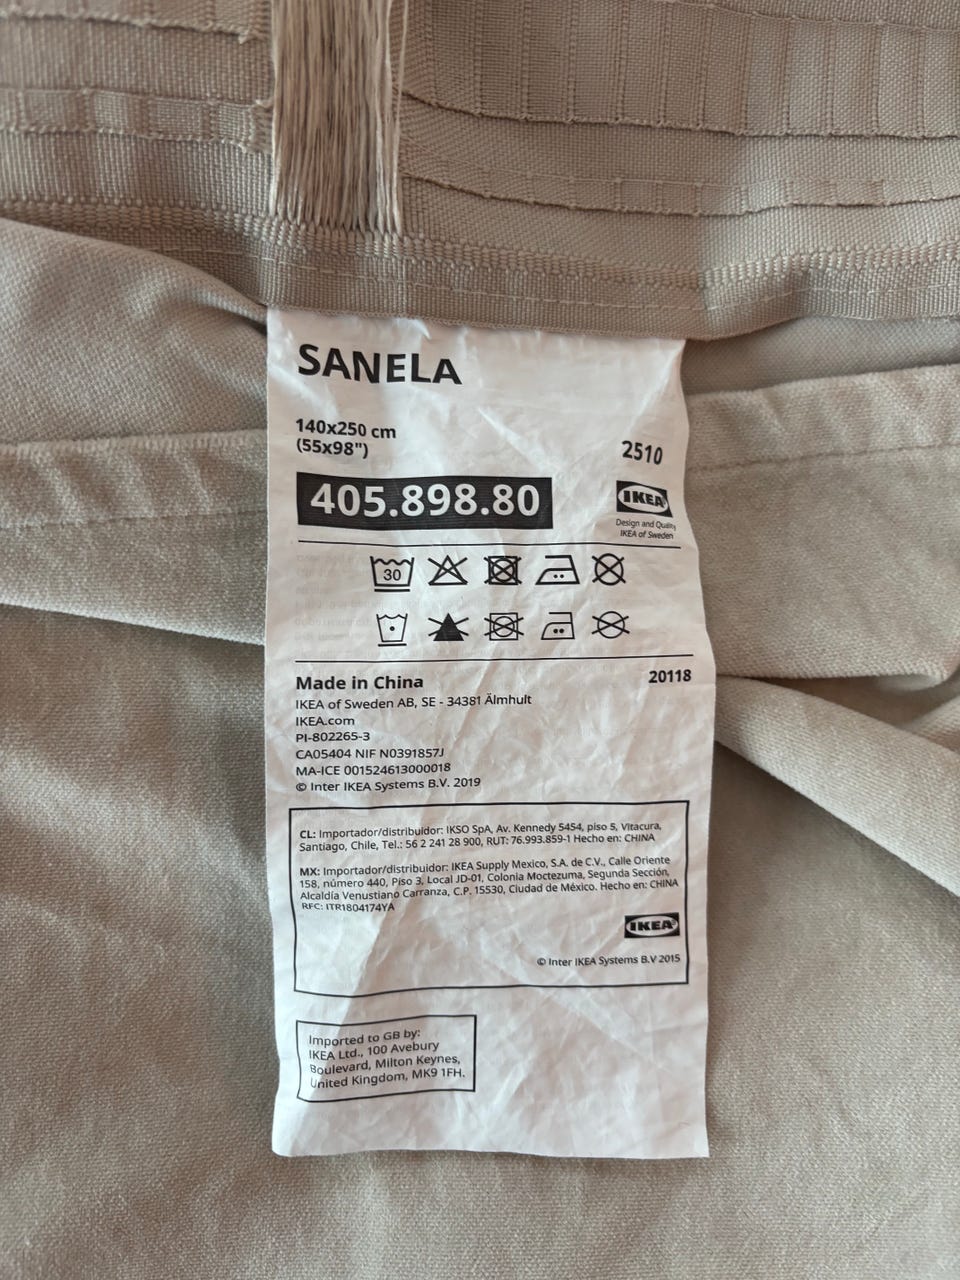 SANELA
140x250 cm
(55x98")
2510
405.898.80
IKEA
Design and Quality
IKEA of Sweden
30
Made in China
20118
IKEA of Sweden AB, SE - 34381 Älmhult
IKEA.com
PI-802265-3
CA05404 NIF N0391857J
MA-ICE 001524613000018
© Inter IKEA Systems B.V. 2019
CL: Importador/distribuidor: IKSO SpA, Av. Kennedy 5454, piso 5, Vitacura,
Santiago, Chile, Tel.: 56 2 241 28 900, RUT: 76.993.859-1 Hecho en: CHINA
MX: Importador/distribuidor: IKEA Supply Mexico, S.A. de C.V., Calle Oriente
158, número 440, Piso 3, Local JD-01, Colonia Moctezuma, Segunda Sección,
Alcaldía Venustiano Carranza, C.P. 15530, Ciudad de México. Hecho en: CHINA
RFC: ITR1804174YA
IKEA
© Inter IKEA Systems B.V 2015
Imported to GB by:
IKEA Ltd., 100 Avebury
Boulevard, Milton Keynes,
United Kingdom, MK9 1FH.